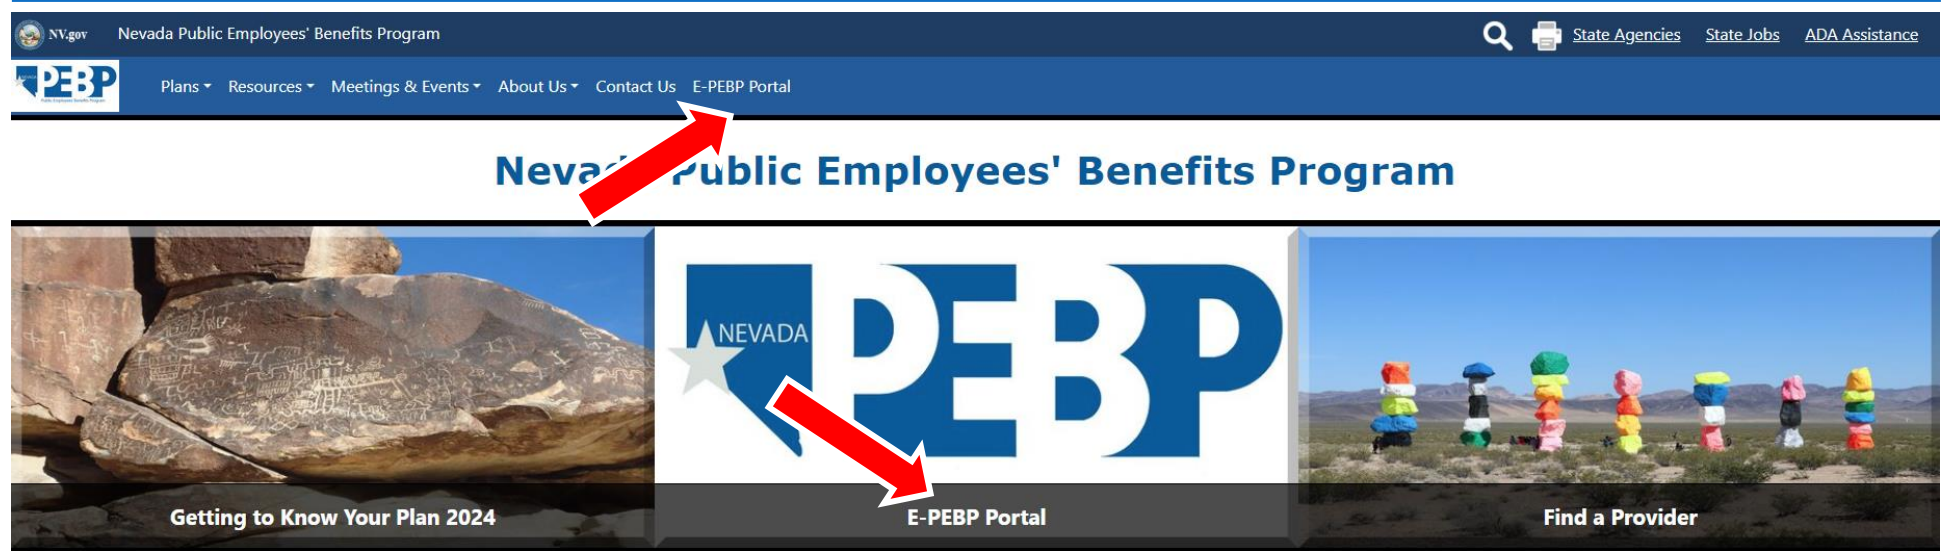 NV.gov Nevada Public Employees' Benefits Program State Agencies State Jobs ADA Assistance
PEBP Plans Resources Meetings & Events About Us Contact Us E-PEBP Portal
Nevada Public Employees' Benefits Program
NEVADA PEBP
Getting to Know Your Plan 2024 E-PEBP Portal Find a Provider